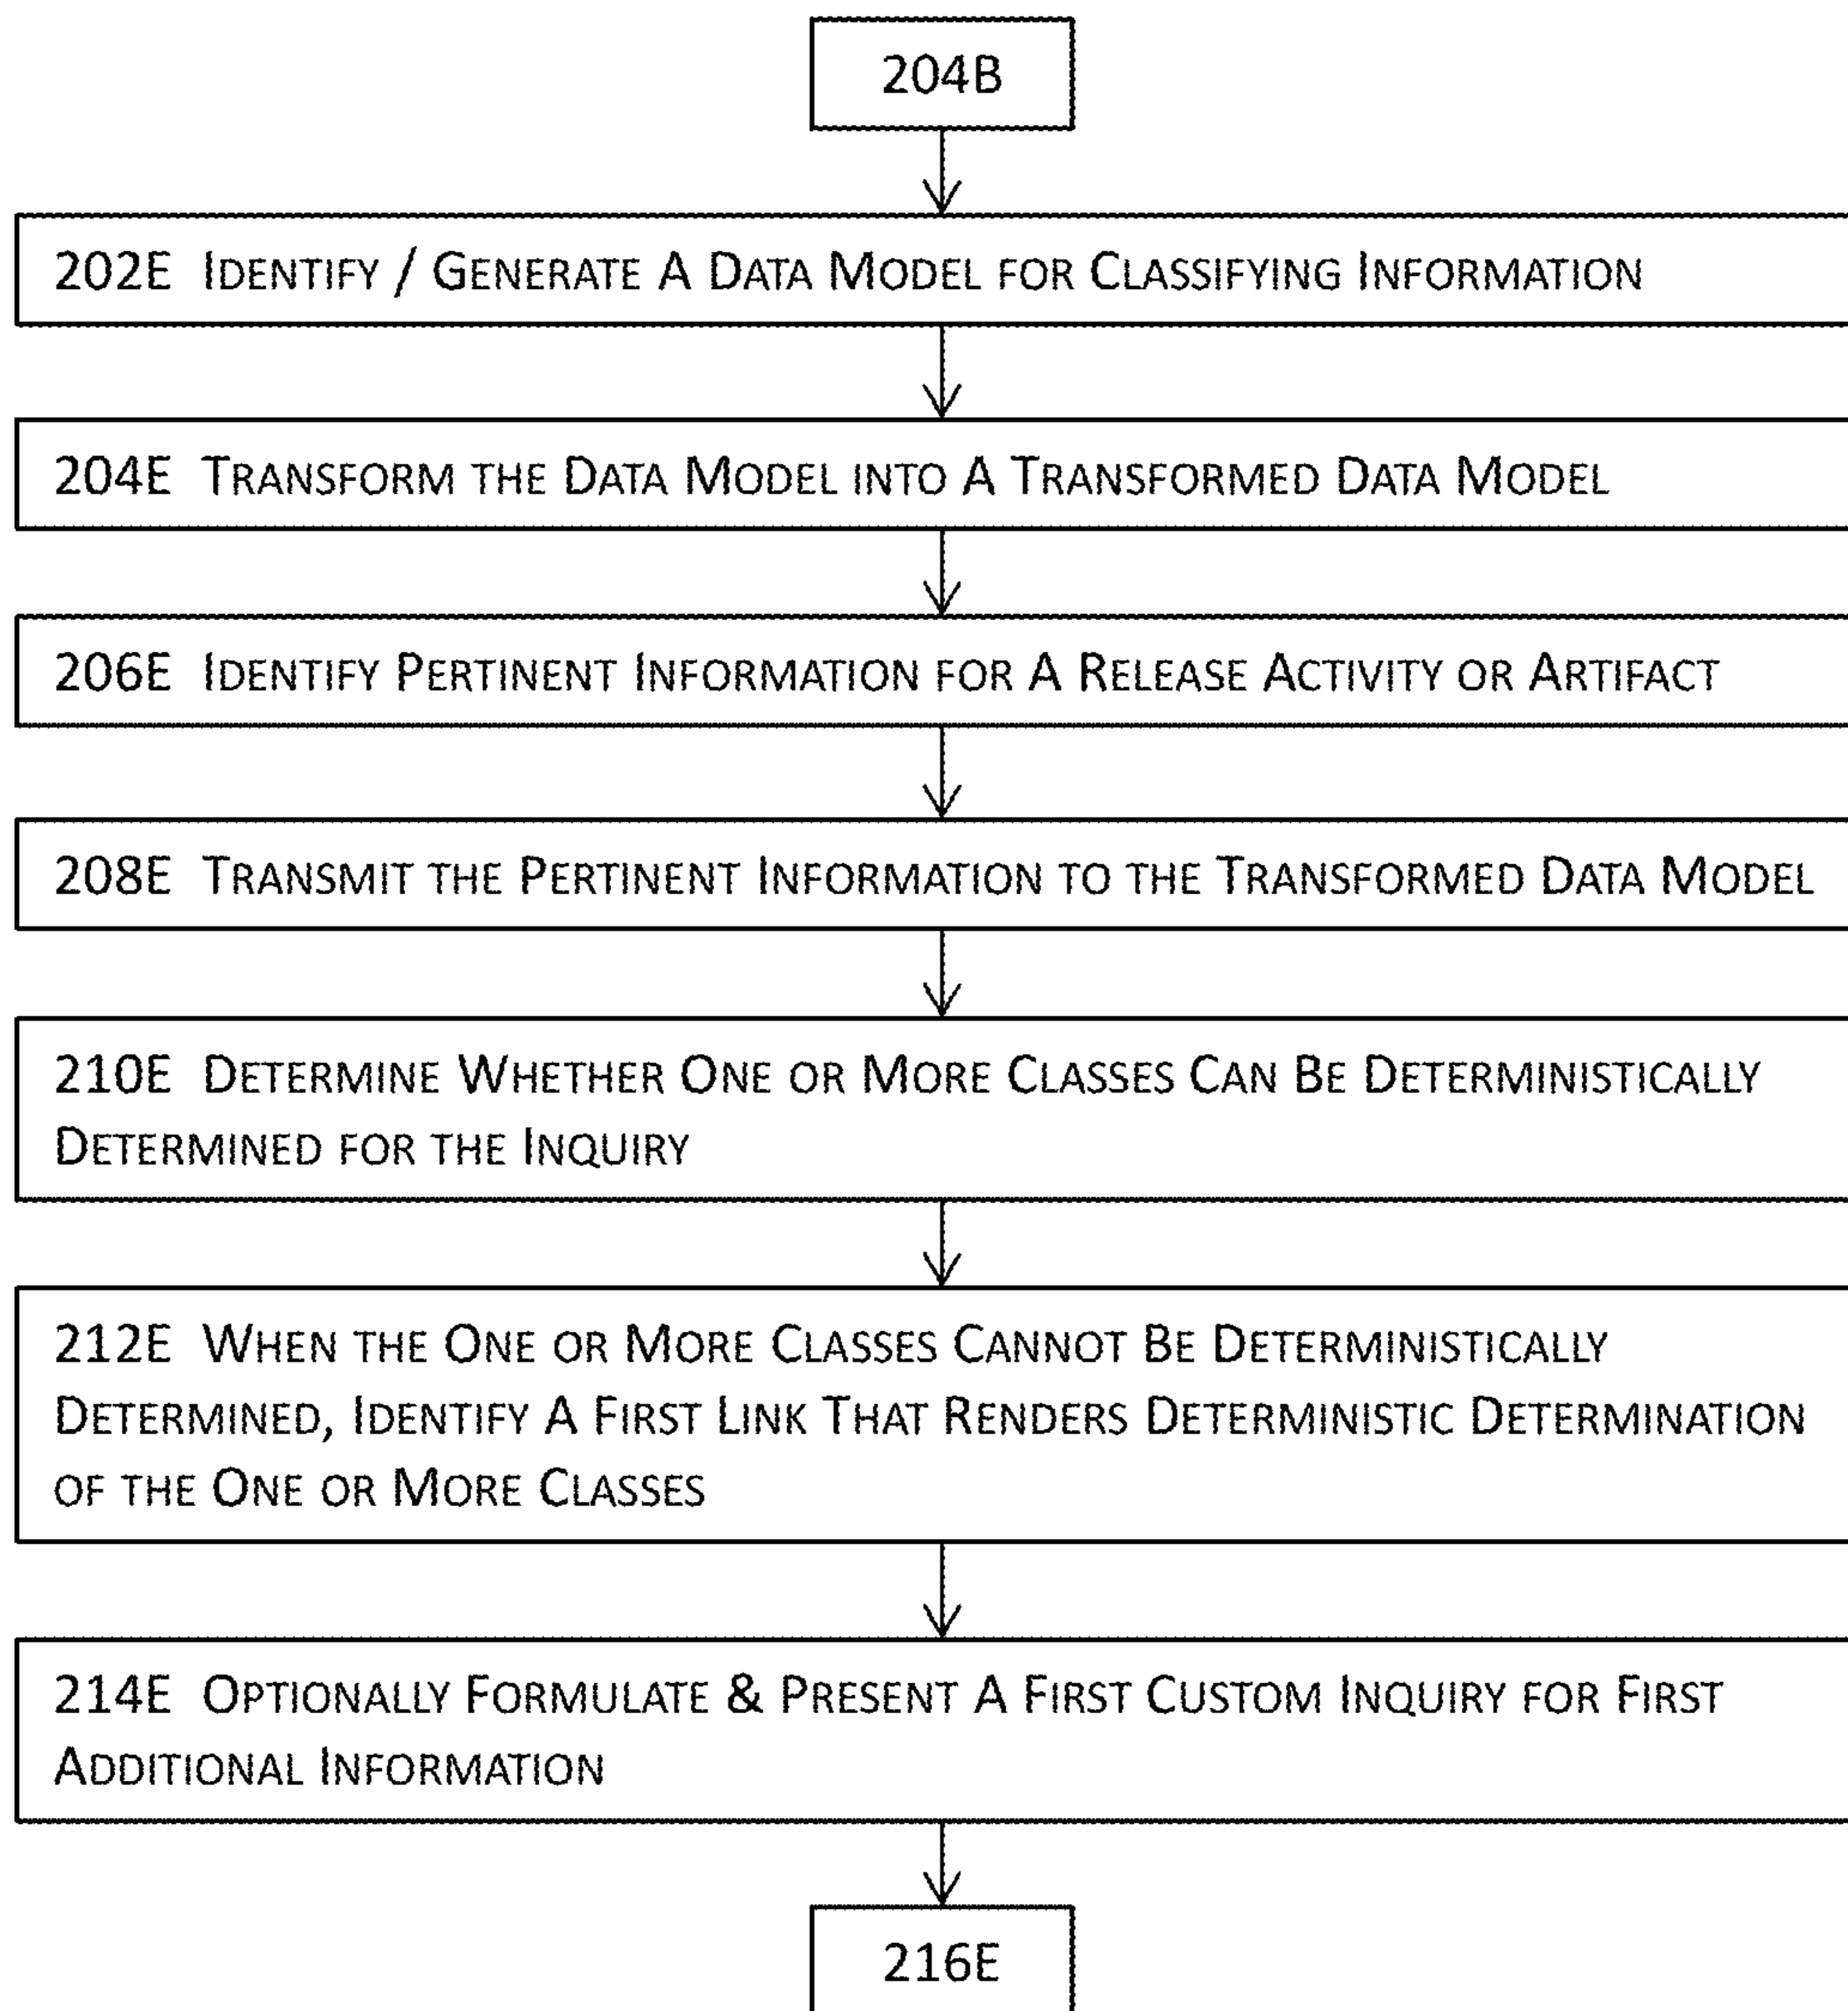 204B
202E Identify / Generate A Data Model for Classifying Information
204E Transform the Data Model into A Transformed Data Model
206E Identify Pertinent Information for A Release Activity or Artifact
208E Transmit the Pertinent Information to the Transformed Data Model
210E Determine Whether One or More Classes Can Be Deterministically
Determined for the Inquiry
212E When the One or More Classes Cannot Be Deterministically
Determined, Identify A First Link That Renders Deterministic Determination
of the One or More Classes
214E Optionally Formulate & Present A First Custom Inquiry for First
Additional Information
216E